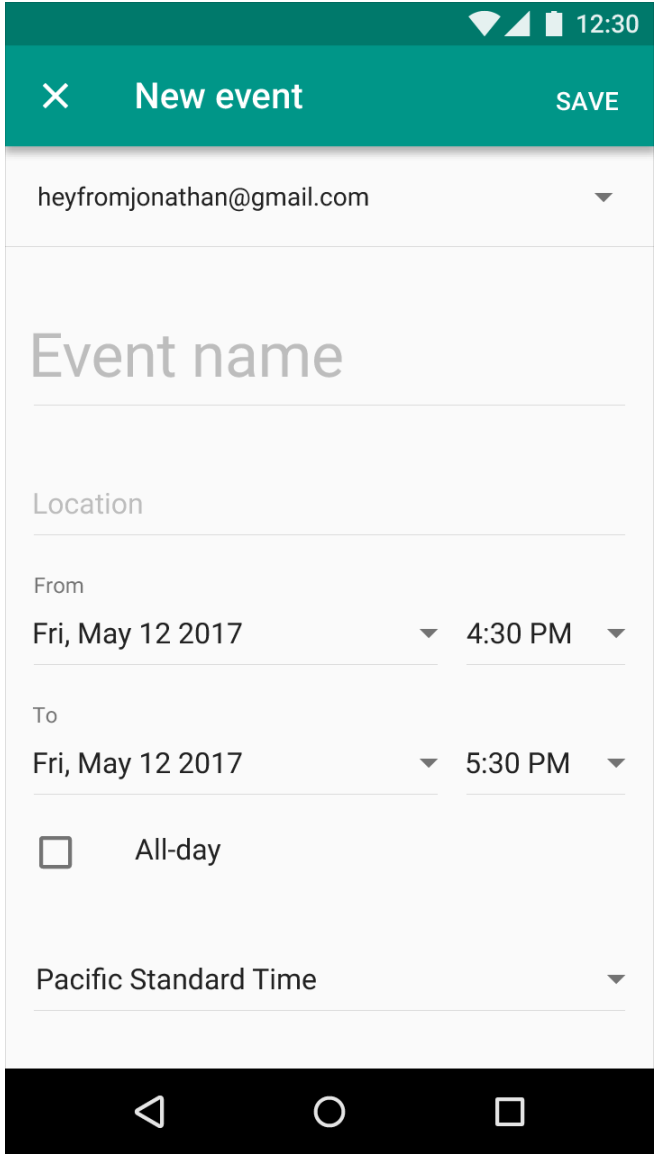 12:30
New event SAVE
heyfromjonathan@gmail.com
Event name
Location
From
Fri, May 12 2017 4:30 PM
To
Fri, May 12 2017 5:30 PM
All-day
Pacific Standard Time